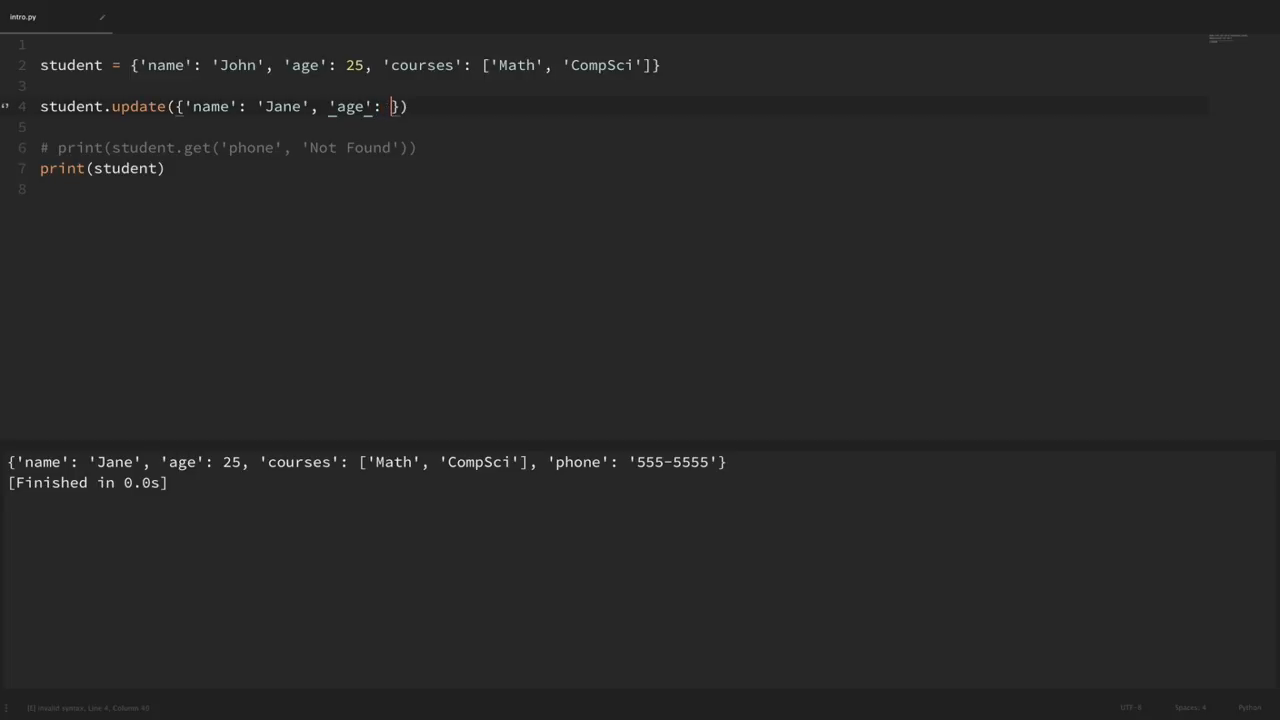 intro.py
1
2 student = {'name': 'John', 'age': 25, 'courses': ['Math', 'CompSci']}
3
4 student.update({'name': 'Jane', 'age': })
5
6 # print(student.get('phone', 'Not Found'))
7 print(student)
8
{'name': 'Jane', 'age': 25, 'courses': ['Math', 'CompSci'], 'phone': '555-5555'}
[Finished in 0.0s]
[E] invalid syntax, Line 4, Column 40
UTF-8 Spaces: 4 Python